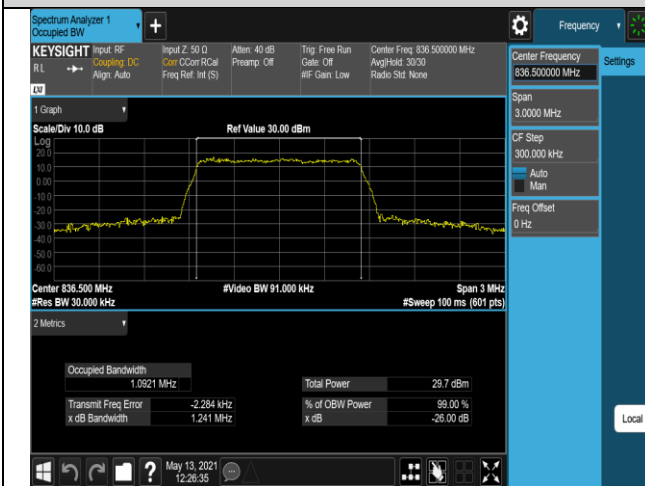 Spectrum Analyzer 1
Occupied BW
Frequency
KEYSIGHT
Input: RF
Coupling: DC
Align: Auto
Input Z: 50 Ω
Corr CCorr RCal
Freq Ref: Int (S)
Atten: 40 dB
Preamp: Off
Trig: Free Run
Gate: Off
#IF Gain: Low
Center Freq: 836.500000 MHz
Avg|Hold: 30/30
Radio Std: None
RL
LXI
Center Frequency
836.500000 MHz
Settings
Span
3.0000 MHz
CF Step
300.000 kHz
Auto
Man
Freq Offset
0 Hz
Local
1 Graph
Scale/Div 10.0 dB
Ref Value 30.00 dBm
Log
20.0
10.0
0.00
-10.0
-20.0
-30.0
-40.0
-50.0
-60.0
Center 836.500 MHz
#Video BW 91.000 kHz
Span 3 MHz
#Res BW 30.000 kHz
#Sweep 100 ms (601 pts)
2 Metrics
Occupied Bandwidth
1.0921 MHz
Total Power
29.7 dBm
Transmit Freq Error
-2.284 kHz
% of OBW Power
99.00 %
x dB Bandwidth
1.241 MHz
x dB
-26.00 dB
?
May 13, 2021
12:26:35